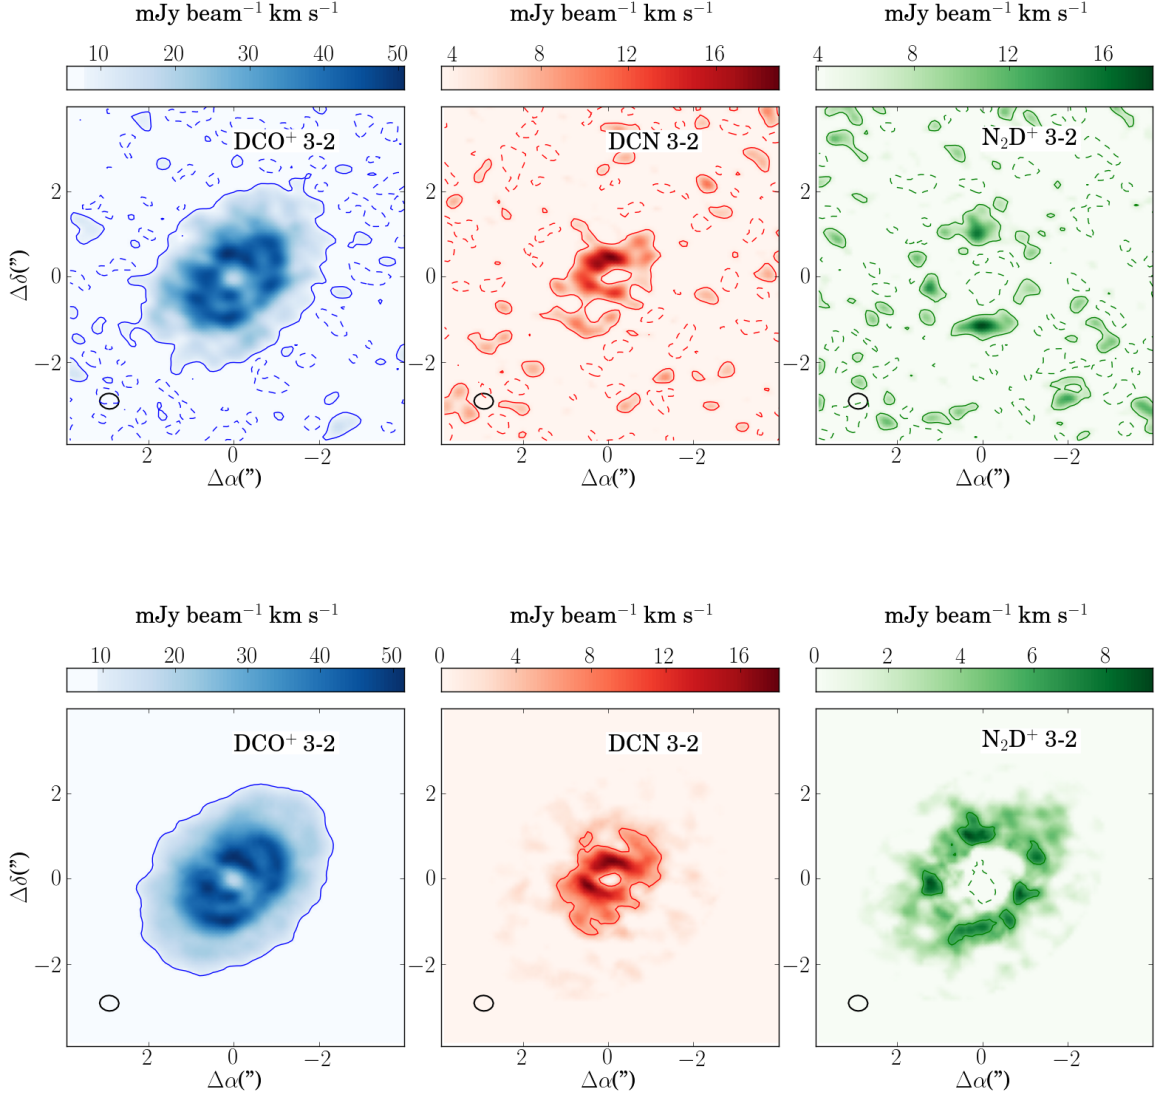 mJy beam⁻¹ km s⁻¹ mJy beam⁻¹ km s⁻¹ mJy beam⁻¹ km s⁻¹
10 20 30 40 50 4 8 12 16 4 8 12 16
DCO⁺ 3-2 DCN 3-2 N₂D⁺ 3-2
2 2 2
Δδ(")
0 0 0
−2 −2 −2
2 0 −2 2 0 −2 2 0 −2
Δα(") Δα(") Δα(")
mJy beam⁻¹ km s⁻¹ mJy beam⁻¹ km s⁻¹ mJy beam⁻¹ km s⁻¹
10 20 30 40 50 0 4 8 12 16 0 2 4 6 8
DCO⁺ 3-2 DCN 3-2 N₂D⁺ 3-2
2 2 2
Δδ(")
0 0 0
−2 −2 −2
2 0 −2 2 0 −2 2 0 −2
Δα(") Δα(") Δα(")